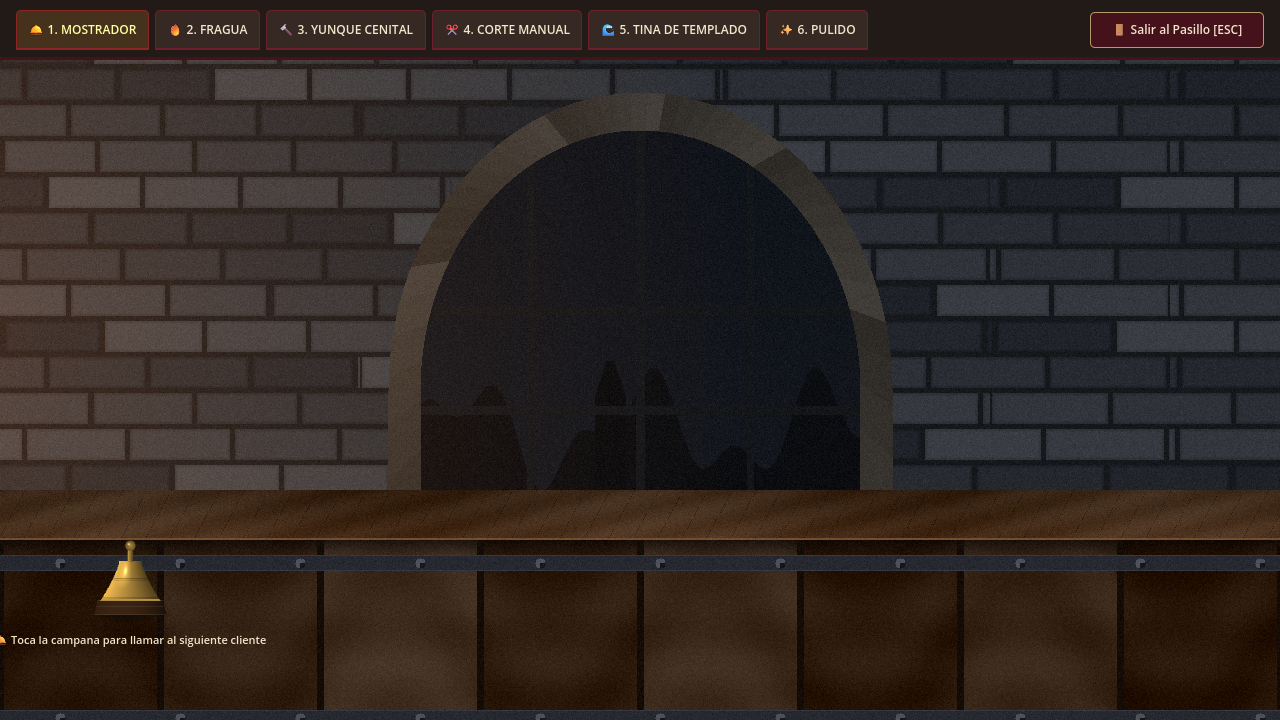 1. MOSTRADOR
2. FRAGUA
3. YUNQUE CENITAL
4. CORTE MANUAL
5. TINA DE TEMPLADO
6. PULIDO
Salir al Pasillo [ESC]
Toca la campana para llamar al siguiente cliente